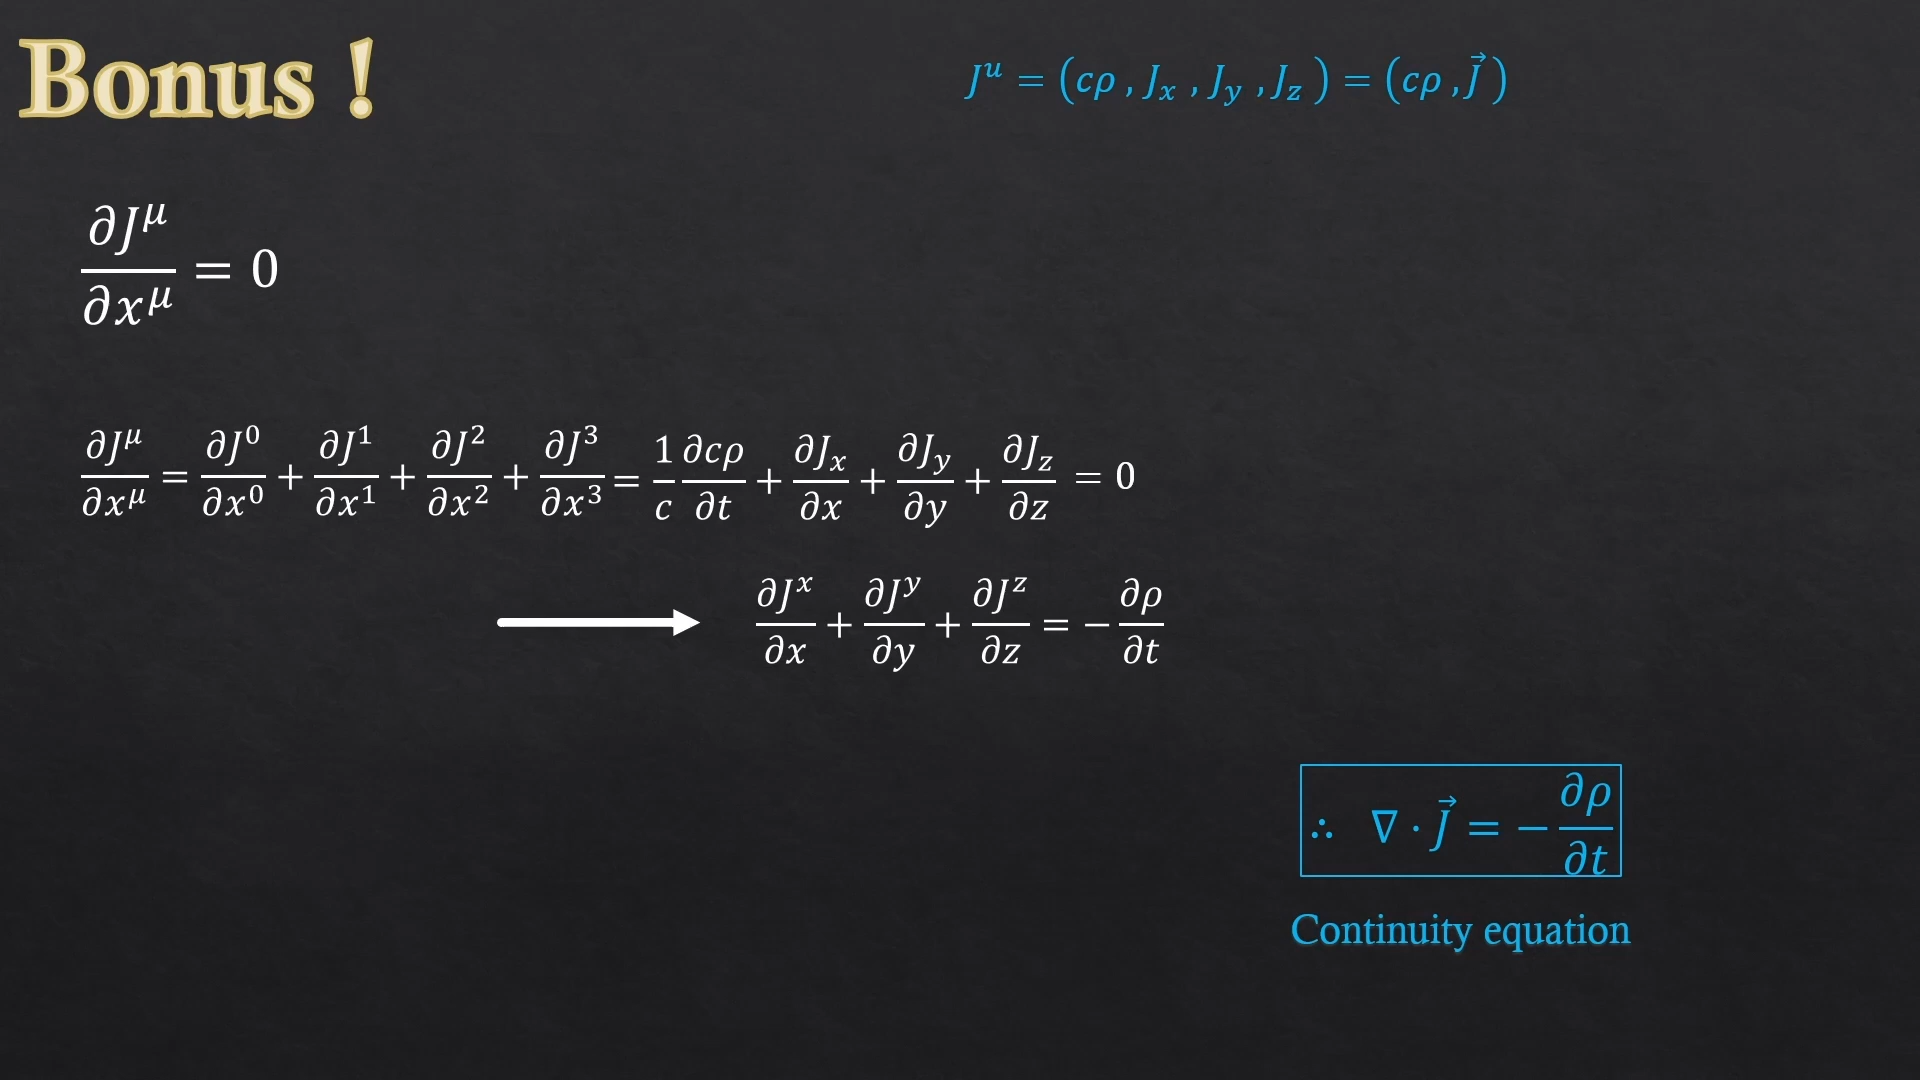 Bonus !
J^u = (cρ , J_x , J_y , J_z ) = (cρ , J⃗ )
∂J^μ/∂x^μ = 0
∂J^μ/∂x^μ = ∂J^0/∂x^0 + ∂J^1/∂x^1 + ∂J^2/∂x^2 + ∂J^3/∂x^3 = 1/c ∂cρ/∂t + ∂J_x/∂x + ∂J_y/∂y + ∂J_z/∂z = 0
∂J^x/∂x + ∂J^y/∂y + ∂J^z/∂z = − ∂ρ/∂t
∴ ∇ · J⃗ = − ∂ρ/∂t
Continuity equation